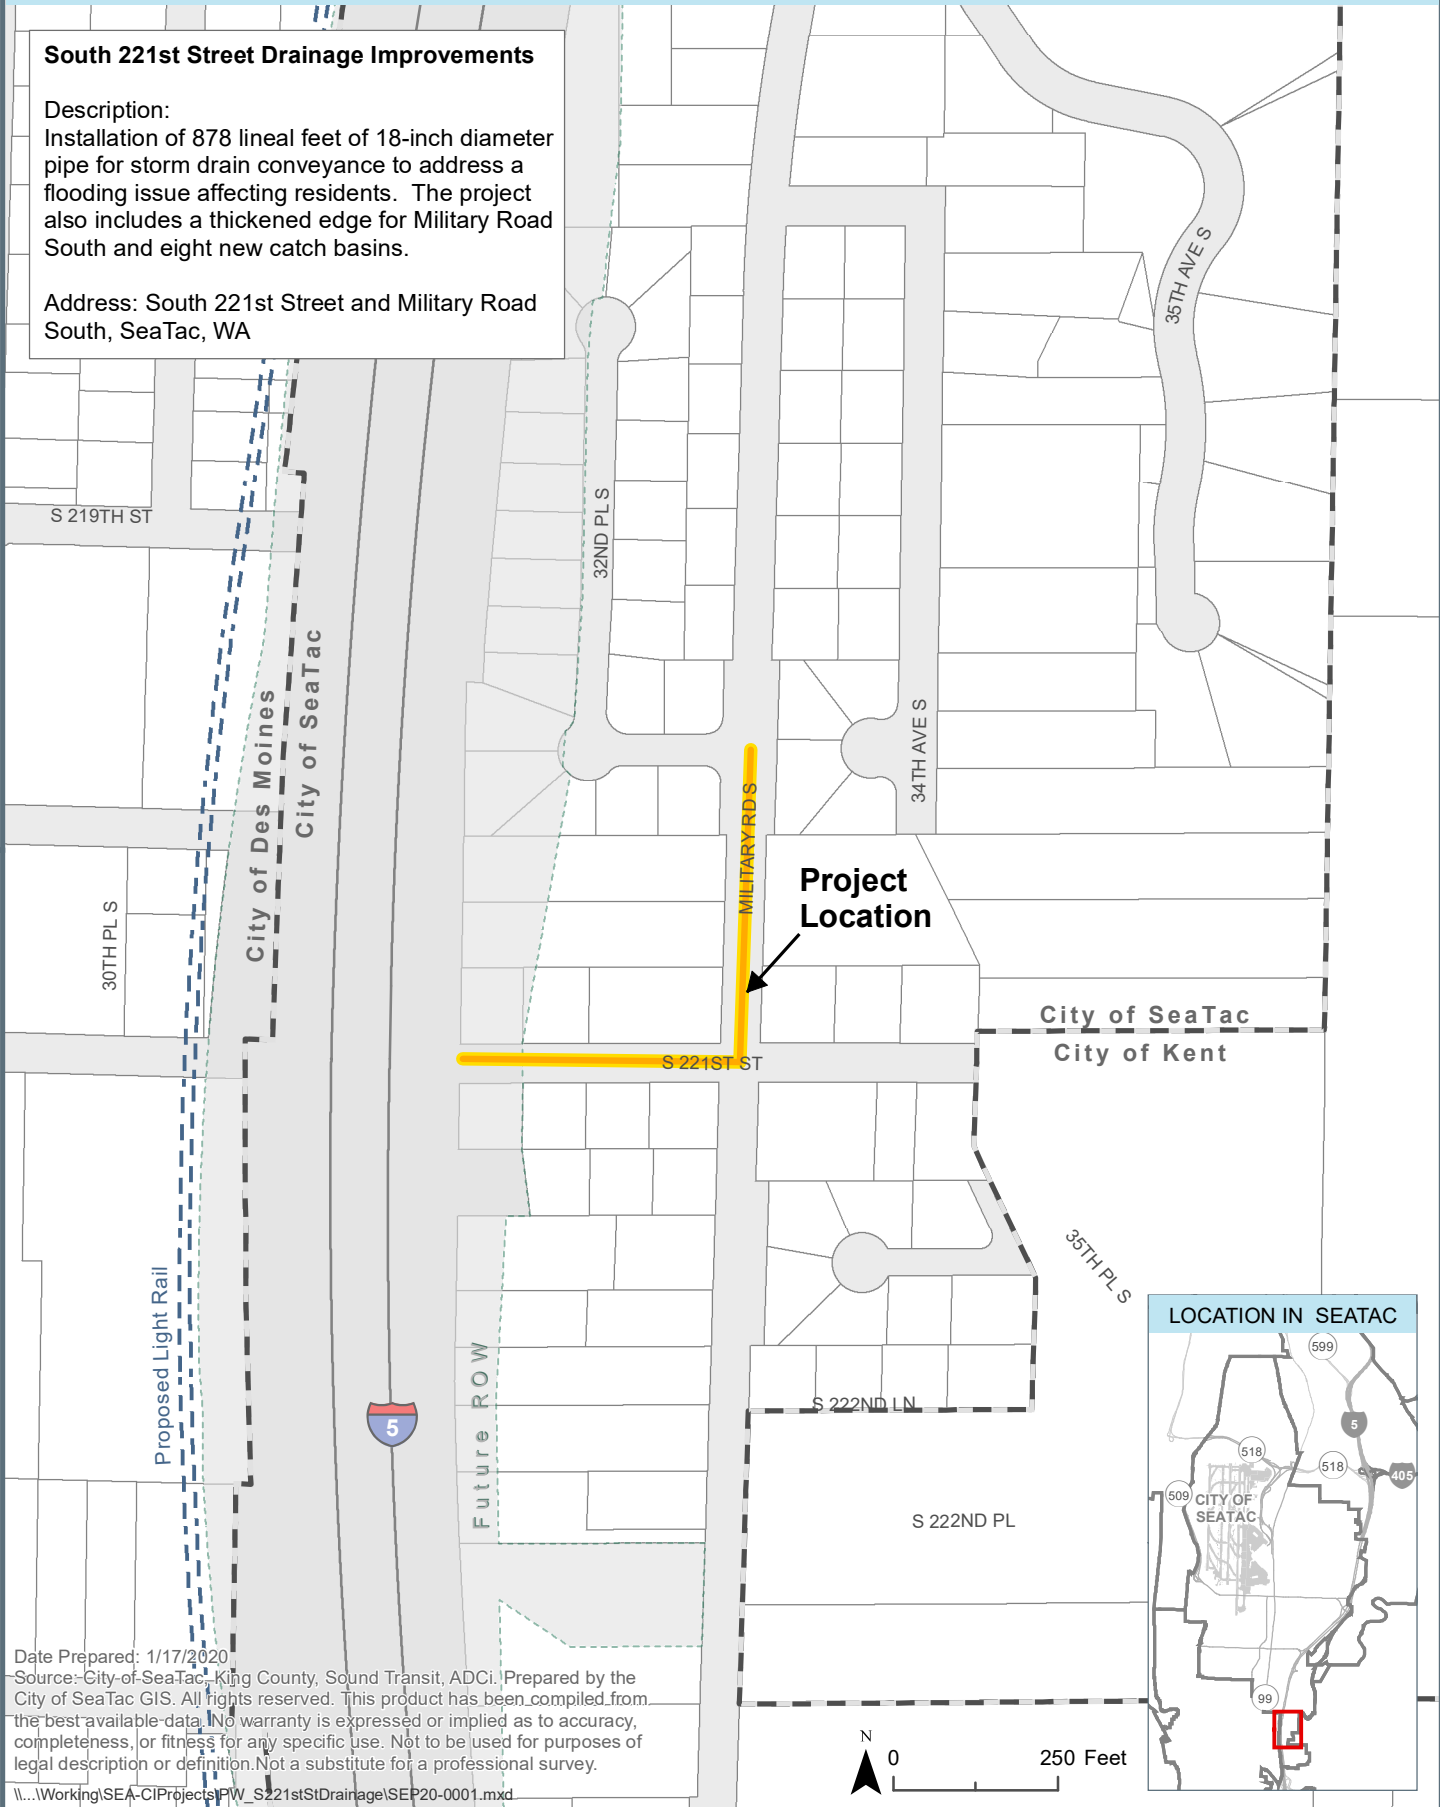 South 221st Street Drainage Improvements
Description:
Installation of 878 lineal feet of 18-inch diameter
pipe for storm drain conveyance to address a
flooding issue affecting residents.  The project
also includes a thickened edge for Military Road
South and eight new catch basins.
Address: South 221st Street and Military Road
South, SeaTac, WA
35TH AVE S
S 219TH ST
32ND PL S
City of Des Moines
City of SeaTac
34TH AVE S
MILITARY RD S
Project
Location
30TH PL S
City of SeaTac
City of Kent
S 221ST ST
35TH PL S
Proposed Light Rail
5
Future ROW
S 222ND LN
S 222ND PL
LOCATION IN SEATAC
599
5
518
518
405
509
CITY OF
SEATAC
99
Date Prepared: 1/17/2020
Source: City of SeaTac, King County, Sound Transit, ADCi. Prepared by the
City of SeaTac GIS. All rights reserved. This product has been compiled from
the best available data. No warranty is expressed or implied as to accuracy,
completeness, or fitness for any specific use. Not to be used for purposes of
legal description or definition.Not a substitute for a professional survey.
\\...\Working\SEA-CIProjects\PW_S221stStDrainage\SEP20-0001.mxd
N
0 250 Feet